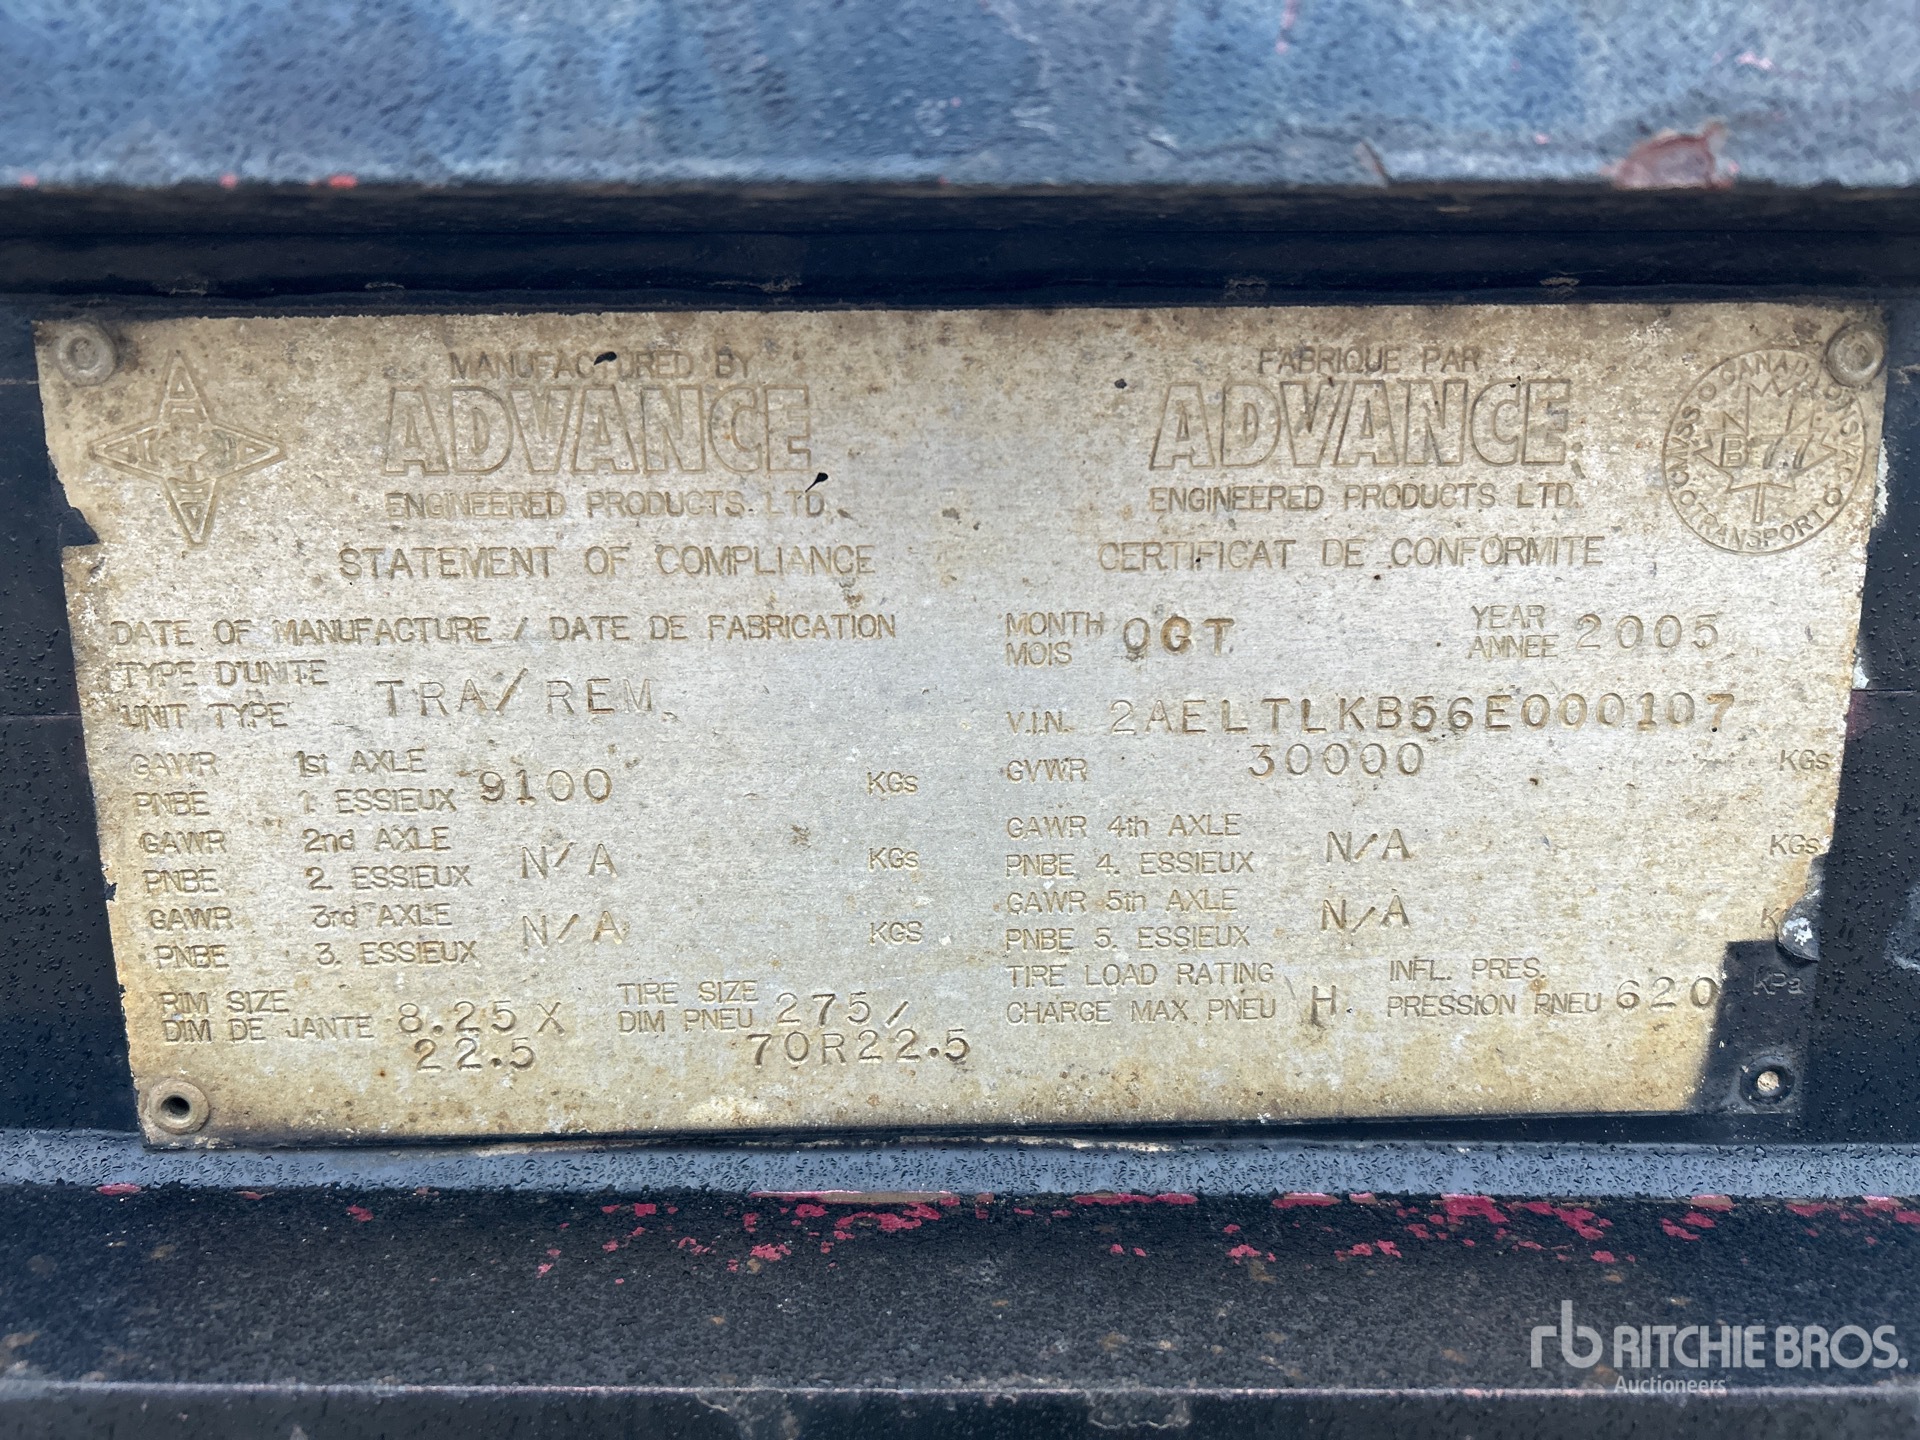 MANUFACTURED BY
ADVANCE
ENGINEERED PRODUCTS LTD.
STATEMENT OF COMPLIANCE
FABRIQUE PAR
ADVANCE
ENGINEERED PRODUCTS LTD.
CERTIFICAT DE CONFORMITE
TRANSPORT CANADA
B 77
DATE OF MANUFACTURE / DATE DE FABRICATION
MONTH OCT YEAR 2005
MOIS ANNÉE
TYPE D'UNITE TRA/REM.
UNIT TYPE
V.I.N. 2AELTLKB56E000107
GAWR 1st AXLE 9100 KGs
PNBE 1. ESSIEUX
GVWR 30000 KGs
GAWR 2nd AXLE N/A KGs
PNBE 2. ESSIEUX
GAWR 4th AXLE N/A KGs
PNBE 4. ESSIEUX
GAWR 3rd AXLE N/A KGs
PNBE 3. ESSIEUX
GAWR 5th AXLE N/A
PNBE 5. ESSIEUX
RIM SIZE 8.25 X
DIM DE JANTE 22.5
TIRE SIZE 275/
DIM PNEU 70R22.5
TIRE LOAD RATING H
CHARGE MAX PNEU
INFL. PRES. 620 kPa
PRESSION PNEU
rb RITCHIE BROS.
Auctioneers